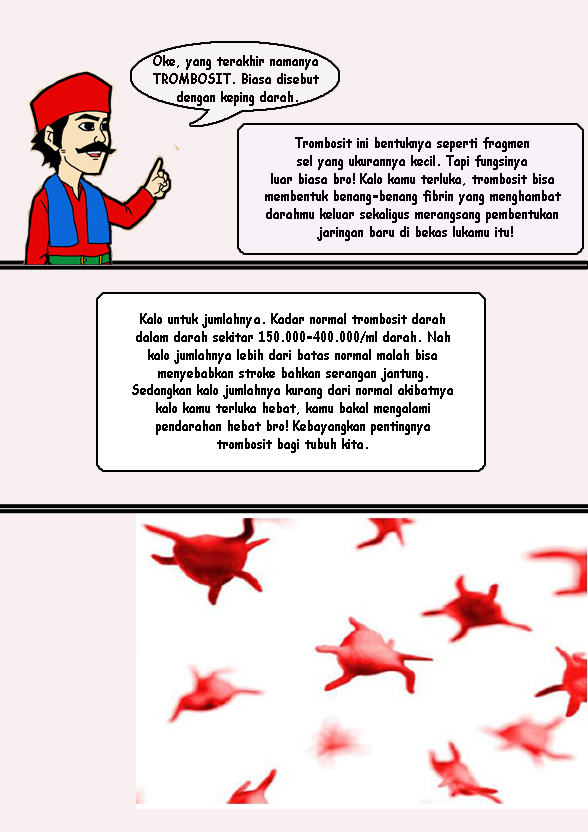 Oke, yang terakhir namanya
TROMBOSIT. Biasa disebut
dengan keping darah.
Trombosit ini bentuknya seperti fragmen
sel yang ukurannya kecil. Tapi fungsinya
luar biasa bro! Kalo kamu terluka, trombosit bisa
membentuk benang-benang fibrin yang menghambat
darahmu keluar sekaligus merangsang pembentukan
jaringan baru di bekas lukamu itu!
Kalo untuk jumlahnya. Kadar normal trombosit darah
dalam darah sekitar 150.000-400.000/ml darah. Nah
kalo jumlahnya lebih dari batas normal malah bisa
menyebabkan stroke bahkan serangan jantung.
Sedangkan kalo jumlahnya kurang dari normal akibatnya
kalo kamu terluka hebat, kamu bakal mengalami
pendarahan hebat bro! Kebayangkan pentingnya
trombosit bagi tubuh kita.